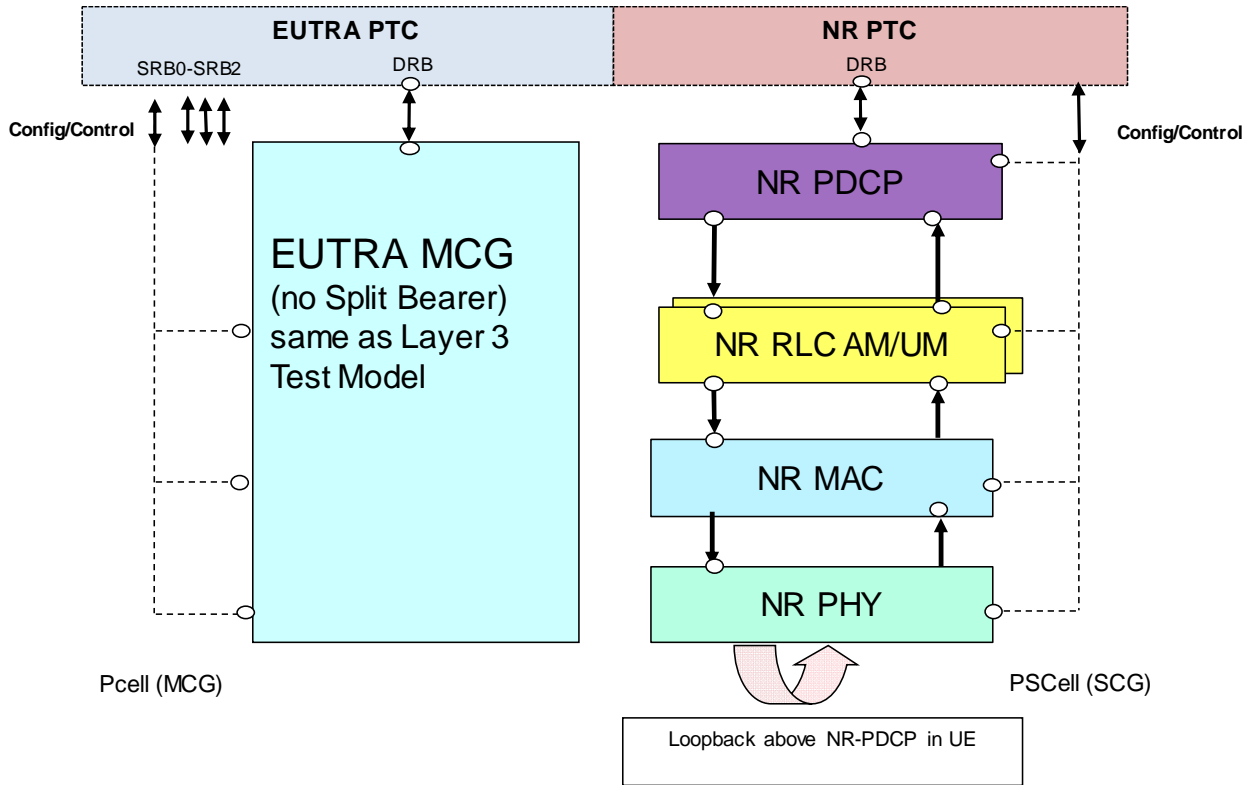 EUTRA PTC
NR PTC
SRB0-SRB2
DRB
DRB
Config/Control
Config/Control
EUTRA MCG
(no Split Bearer)
same as Layer 3
Test Model
NR PDCP
NR RLC AM/UM
NR MAC
NR PHY
Pcell (MCG)
PSCell (SCG)
Loopback above NR-PDCP in UE